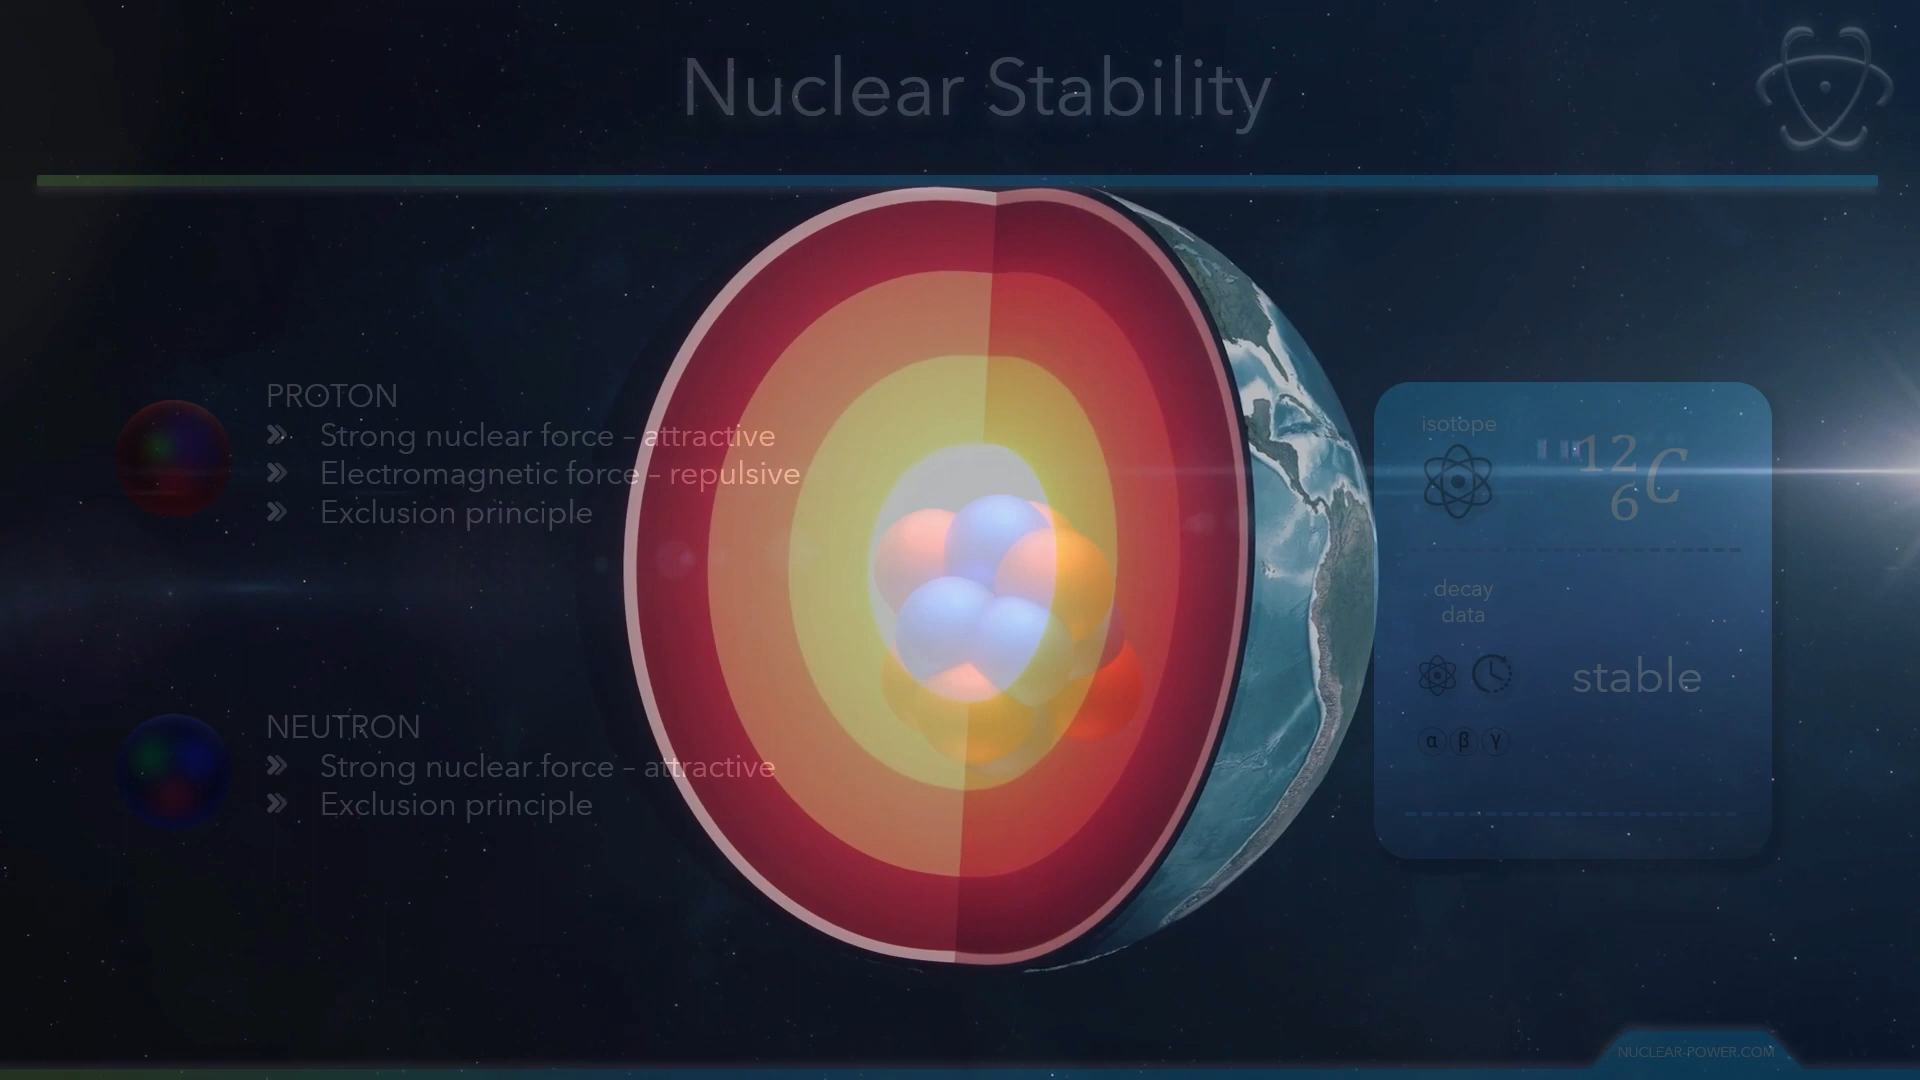 Nuclear Stability
PROTON
» Strong nuclear force – attractive
» Electromagnetic force – repulsive
» Exclusion principle
NEUTRON
» Strong nuclear force – attractive
» Exclusion principle
isotope
12
6 C
decay
data
stable
α β γ
NUCLEAR-POWER.COM